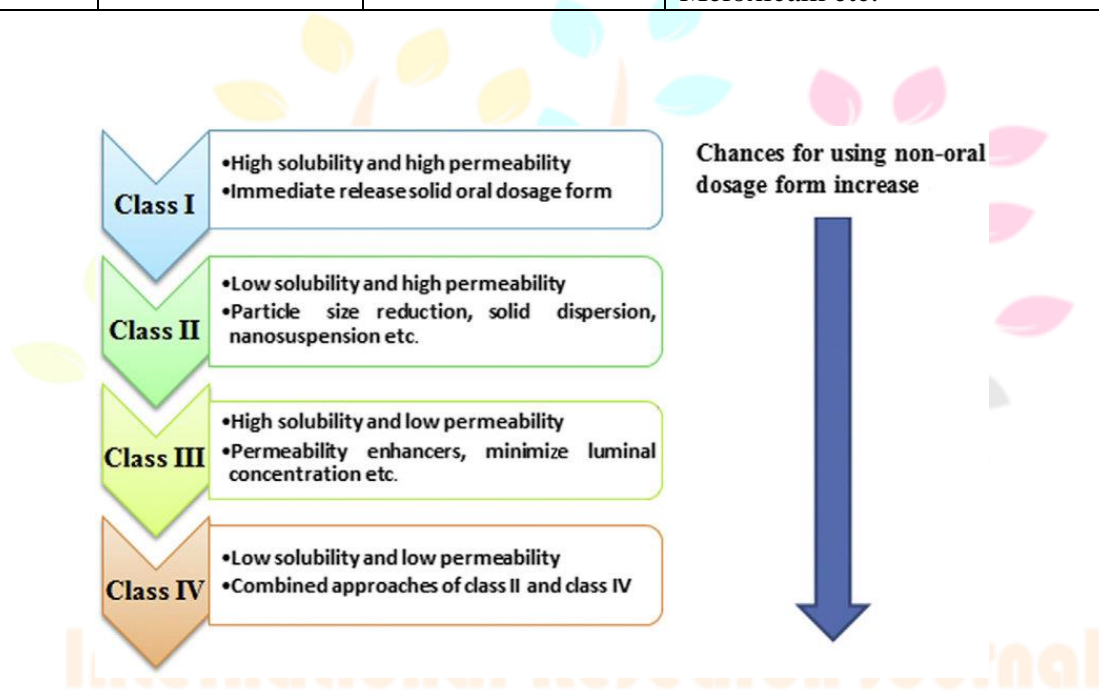 Class I
•High solubility and high permeability
•Immediate release solid oral dosage form
Chances for using non-oral
dosage form increase
Class II
•Low solubility and high permeability
•Particle size reduction, solid dispersion,
nanosuspension etc.
Class III
•High solubility and low permeability
•Permeability enhancers, minimize luminal
concentration etc.
Class IV
•Low solubility and low permeability
•Combined approaches of class II and class IV